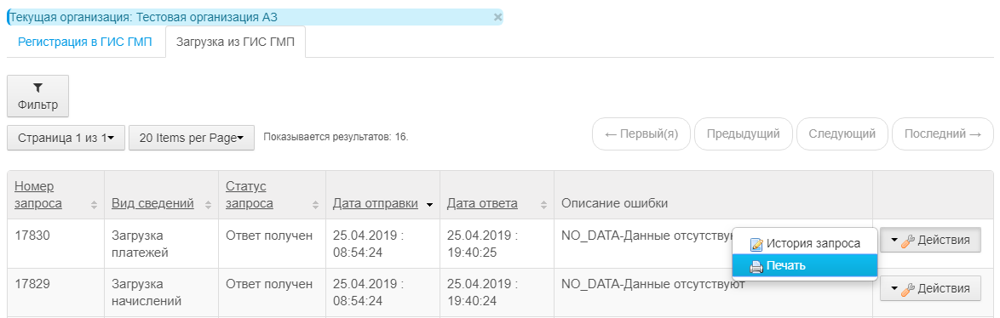 Текущая организация: Тестовая организация АЗ ×
Регистрация в ГИС ГМП Загрузка из ГИС ГМП
Фильтр
Страница 1 из 1 20 Items per Page Показывается результатов: 16.
← Первый(я) Предыдущий Следующий Последний →
Номер запроса Вид сведений Статус запроса Дата отправки Дата ответа Описание ошибки
17830 Загрузка платежей Ответ получен 25.04.2019 : 08:54:24 25.04.2019 : 19:40:25 NO_DATA-Данные отсутствую Действия
История запроса
Печать
17829 Загрузка начислений Ответ получен 25.04.2019 : 08:54:24 25.04.2019 : 19:40:24 NO_DATA-Данные отсутствуют Действия